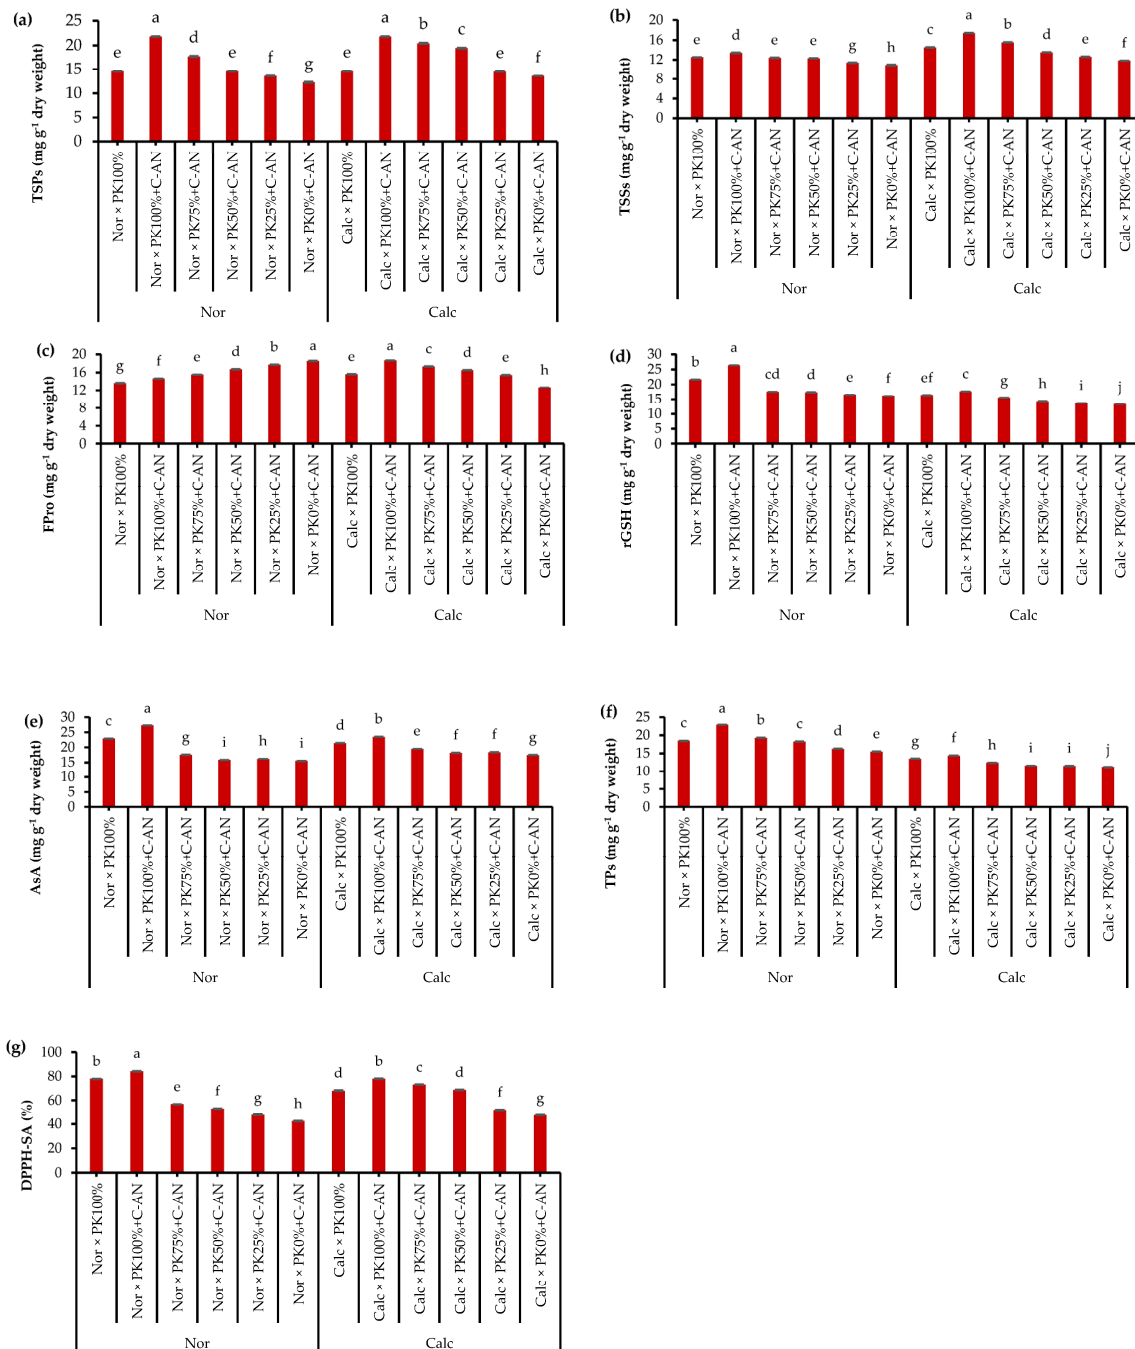 (a)
TSPs (mg g⁻¹ dry weight)
25
20
15
10
5
0
e a d e f g e a b c e f
Nor × PK100%
Nor × PK100%+C-AN
Nor × PK75%+C-AN
Nor × PK50%+C-AN
Nor × PK25%+C-AN
Nor × PK0%+C-AN
Calc × PK100%
Calc × PK100%+C-AN
Calc × PK75%+C-AN
Calc × PK50%+C-AN
Calc × PK25%+C-AN
Calc × PK0%+C-AN
Nor Calc
(b)
TSSs (mg g⁻¹ dry weight)
20
16
12
8
4
0
e d e e g h c a b d e f
Nor × PK100%
Nor × PK100%+C-AN
Nor × PK75%+C-AN
Nor × PK50%+C-AN
Nor × PK25%+C-AN
Nor × PK0%+C-AN
Calc × PK100%
Calc × PK100%+C-AN
Calc × PK75%+C-AN
Calc × PK50%+C-AN
Calc × PK25%+C-AN
Calc × PK0%+C-AN
Nor Calc
(c)
FPro (mg g⁻¹ dry weight)
20
16
12
8
4
0
g f e d b a e a c d e h
Nor × PK100%
Nor × PK100%+C-AN
Nor × PK75%+C-AN
Nor × PK50%+C-AN
Nor × PK25%+C-AN
Nor × PK0%+C-AN
Calc × PK100%
Calc × PK100%+C-AN
Calc × PK75%+C-AN
Calc × PK50%+C-AN
Calc × PK25%+C-AN
Calc × PK0%+C-AN
Nor Calc
(d)
rGSH (mg g⁻¹ dry weight)
30
25
20
15
10
5
0
b a cd d e f ef c g h i j
Nor × PK100%
Nor × PK100%+C-AN
Nor × PK75%+C-AN
Nor × PK50%+C-AN
Nor × PK25%+C-AN
Nor × PK0%+C-AN
Calc × PK100%
Calc × PK100%+C-AN
Calc × PK75%+C-AN
Calc × PK50%+C-AN
Calc × PK25%+C-AN
Calc × PK0%+C-AN
Nor Calc
(e)
AsA (mg g⁻¹ dry weight)
30
25
20
15
10
5
0
c a g i h i d b e f f g
Nor × PK100%
Nor × PK100%+C-AN
Nor × PK75%+C-AN
Nor × PK50%+C-AN
Nor × PK25%+C-AN
Nor × PK0%+C-AN
Calc × PK100%
Calc × PK100%+C-AN
Calc × PK75%+C-AN
Calc × PK50%+C-AN
Calc × PK25%+C-AN
Calc × PK0%+C-AN
Nor Calc
(f)
TPs (mg g⁻¹ dry weight)
25
20
15
10
5
0
c a b c d e g f h i i j
Nor × PK100%
Nor × PK100%+C-AN
Nor × PK75%+C-AN
Nor × PK50%+C-AN
Nor × PK25%+C-AN
Nor × PK0%+C-AN
Calc × PK100%
Calc × PK100%+C-AN
Calc × PK75%+C-AN
Calc × PK50%+C-AN
Calc × PK25%+C-AN
Calc × PK0%+C-AN
Nor Calc
(g)
DPPH-SA (%)
100
80
60
40
20
0
b a e f g h d b c d f g
Nor × PK100%
Nor × PK100%+C-AN
Nor × PK75%+C-AN
Nor × PK50%+C-AN
Nor × PK25%+C-AN
Nor × PK0%+C-AN
Calc × PK100%
Calc × PK100%+C-AN
Calc × PK75%+C-AN
Calc × PK50%+C-AN
Calc × PK25%+C-AN
Calc × PK0%+C-AN
Nor Calc